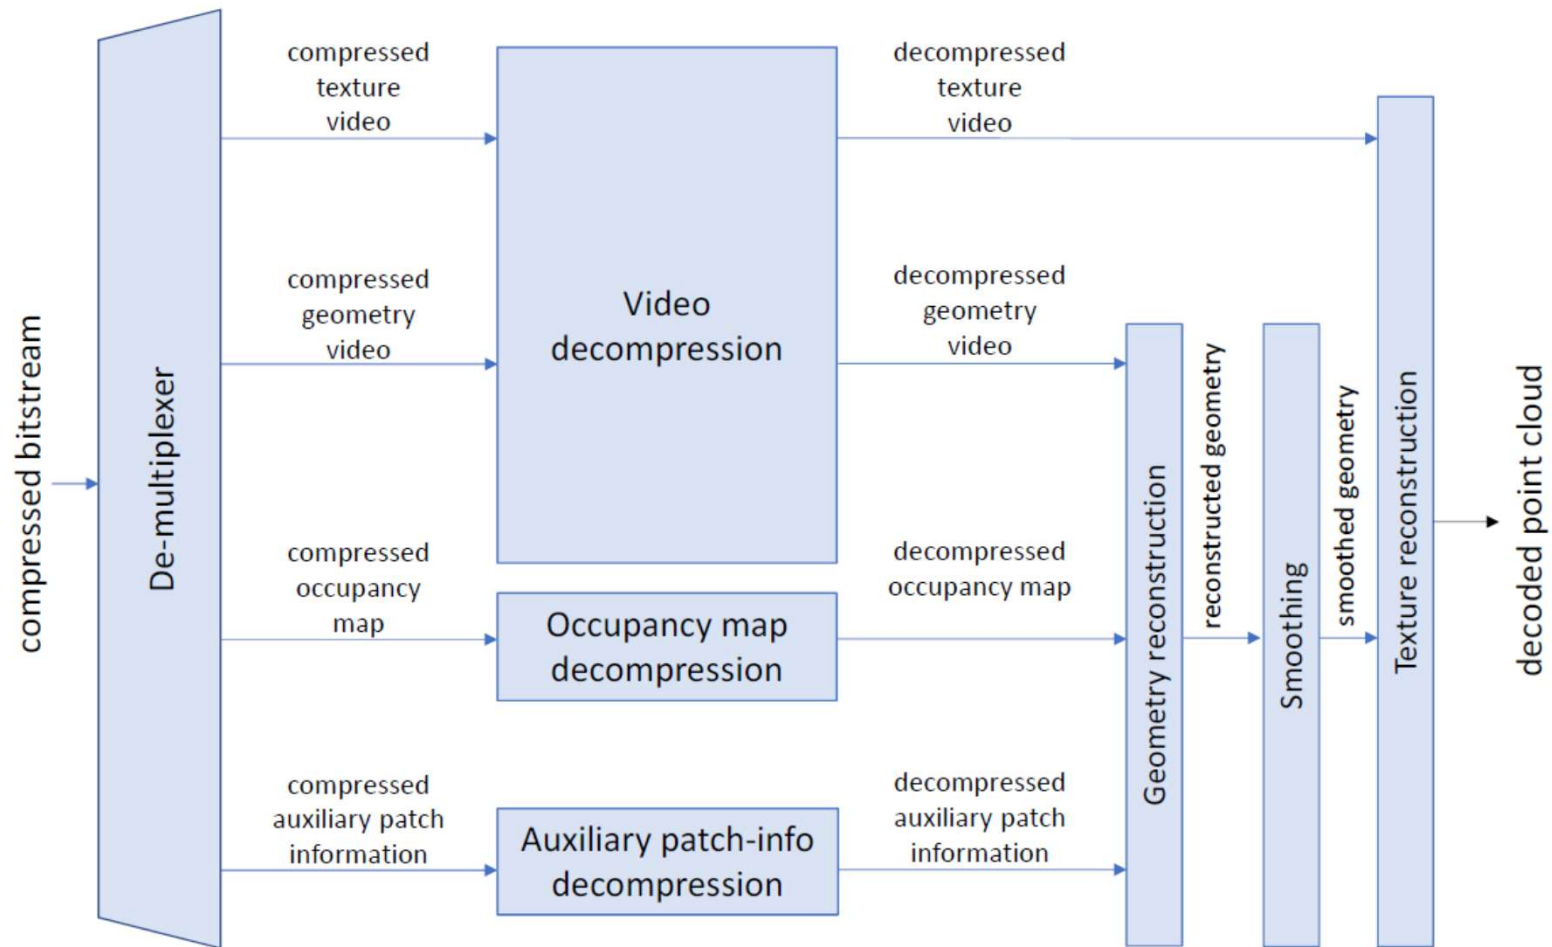 compressed bitstream
De-multiplexer
compressed
texture
video
compressed
geometry
video
compressed
occupancy
map
compressed
auxiliary patch
information
Video
decompression
Occupancy map
decompression
Auxiliary patch-info
decompression
decompressed
texture
video
decompressed
geometry
video
decompressed
occupancy map
decompressed
auxiliary patch
information
Geometry reconstruction
reconstructed geometry
Smoothing
smoothed geometry
Texture reconstruction
decoded point cloud